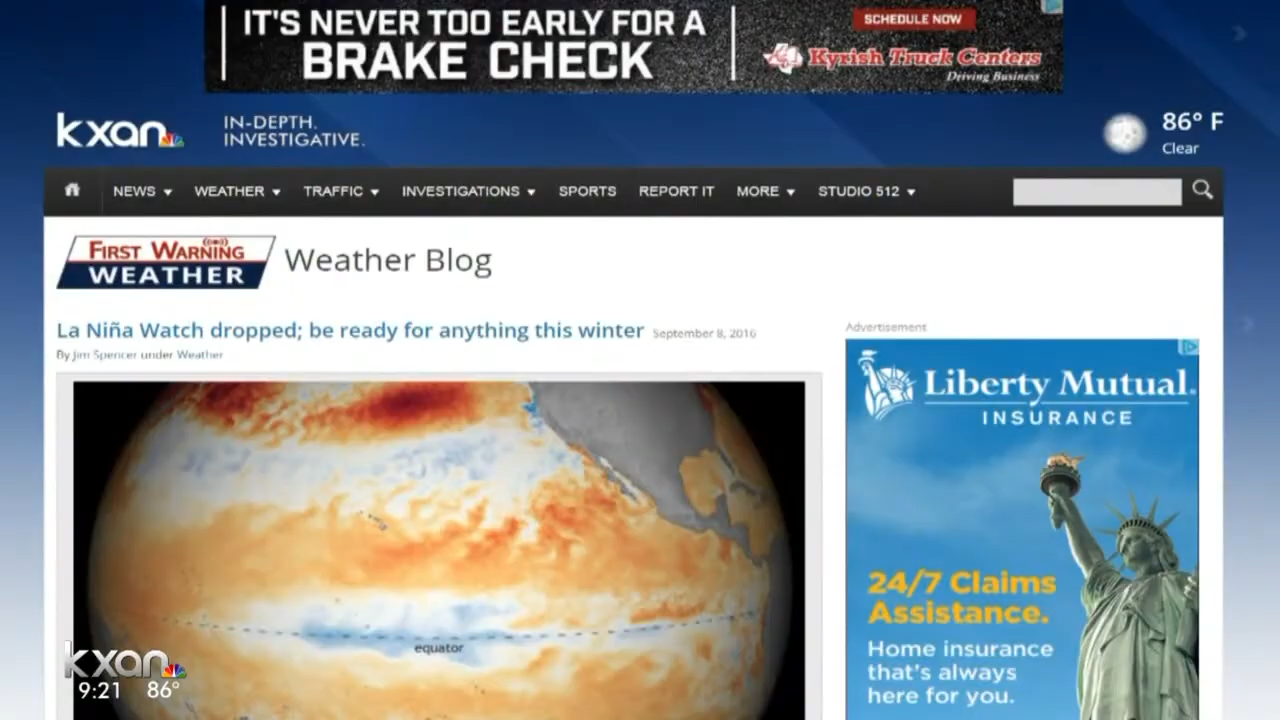 IT'S NEVER TOO EARLY FOR A
BRAKE CHECK
SCHEDULE NOW
Kyrish Truck Centers
Driving Business
kxan
IN-DEPTH.
INVESTIGATIVE.
86° F
Clear
NEWS
WEATHER
TRAFFIC
INVESTIGATIONS
SPORTS
REPORT IT
MORE
STUDIO 512
FIRST WARNING
WEATHER
Weather Blog
La Niña Watch dropped; be ready for anything this winter September 8, 2016
By Jim Spencer under Weather
Advertisement
Liberty Mutual.
INSURANCE
24/7 Claims
Assistance.
Home insurance
that's always
here for you.
equator
kxan
9:21 86°